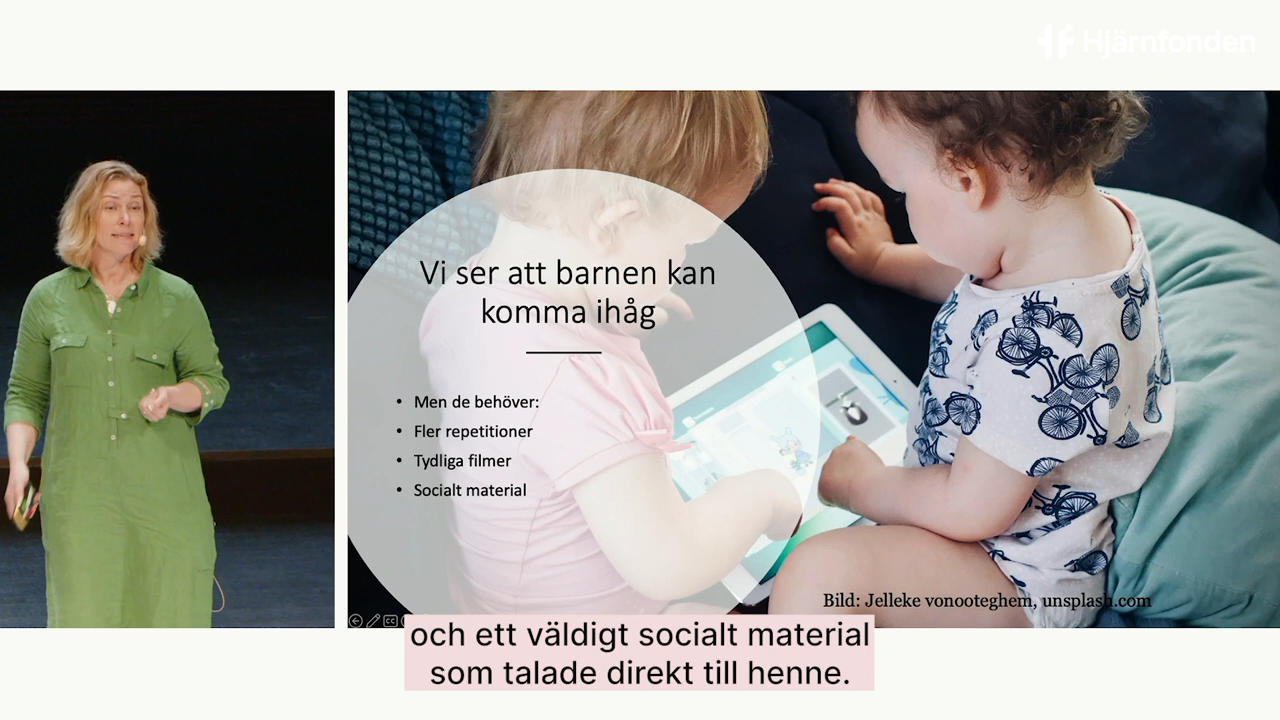 Hjärnfonden
Vi ser att barnen kan
komma ihåg
• Men de behöver:
• Fler repetitioner
• Tydliga filmer
• Socialt material
Bild: Jelleke vonooteghem, unsplash.com
och ett väldigt socialt material
som talade direkt till henne.